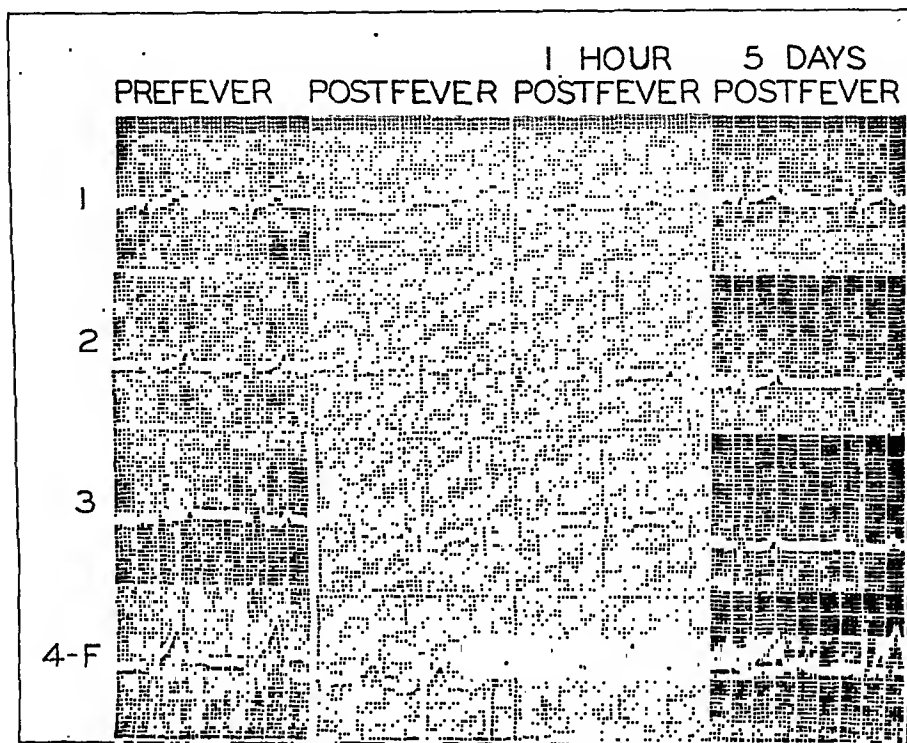 1 HOUR 5 DAYS
PREFEVER POSTFEVER POSTFEVER POSTFEVER
1
2
3
4-F